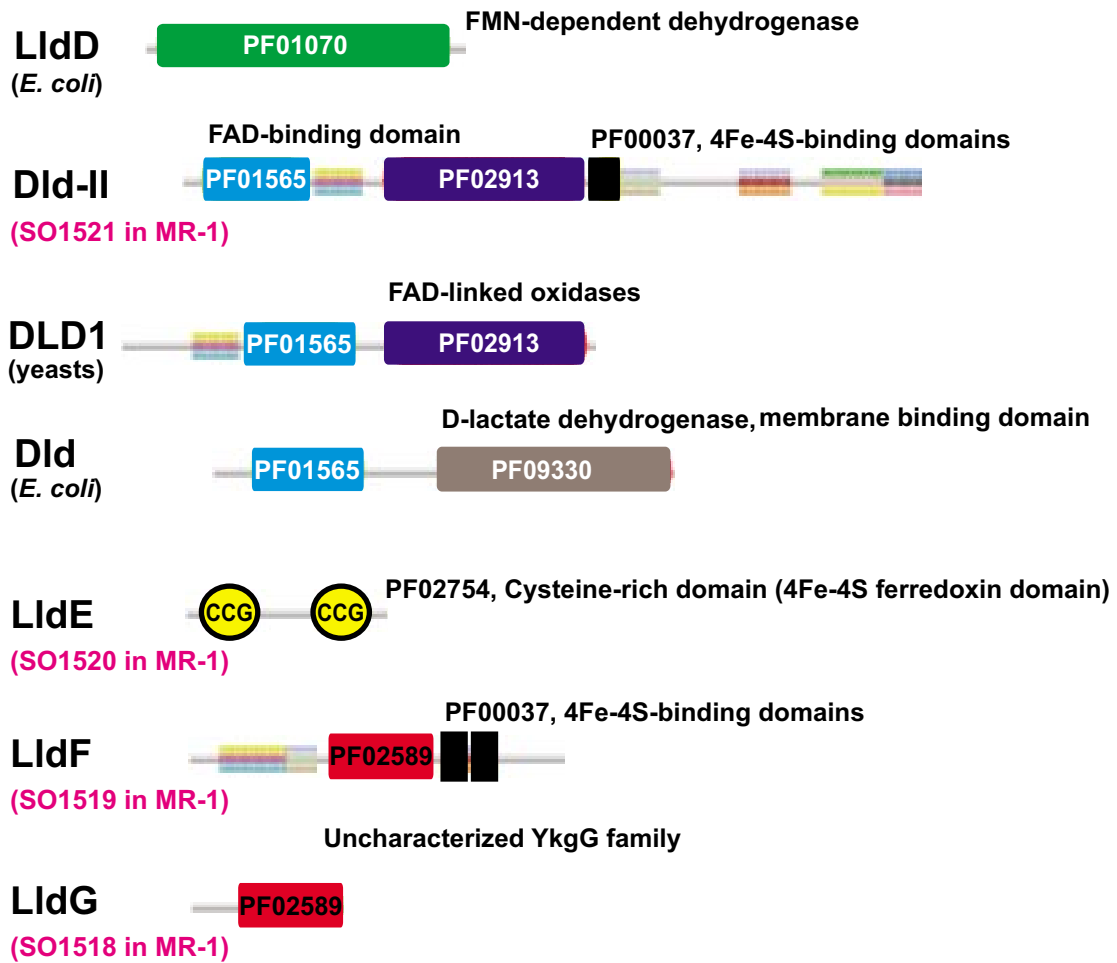 FMN-dependent dehydrogenase
LldD
PF01070
(E. coli)
FAD-binding domain
PF00037, 4Fe-4S-binding domains
Dld-II
PF01565
PF02913
(SO1521 in MR-1)
FAD-linked oxidases
DLD1
PF01565
PF02913
(yeasts)
D-lactate dehydrogenase, membrane binding domain
Dld
PF01565
PF09330
(E. coli)
PF02754, Cysteine-rich domain (4Fe-4S ferredoxin domain)
LldE
CCG
CCG
(SO1520 in MR-1)
PF00037, 4Fe-4S-binding domains
LldF
PF02589
(SO1519 in MR-1)
Uncharacterized YkgG family
LldG
PF02589
(SO1518 in MR-1)